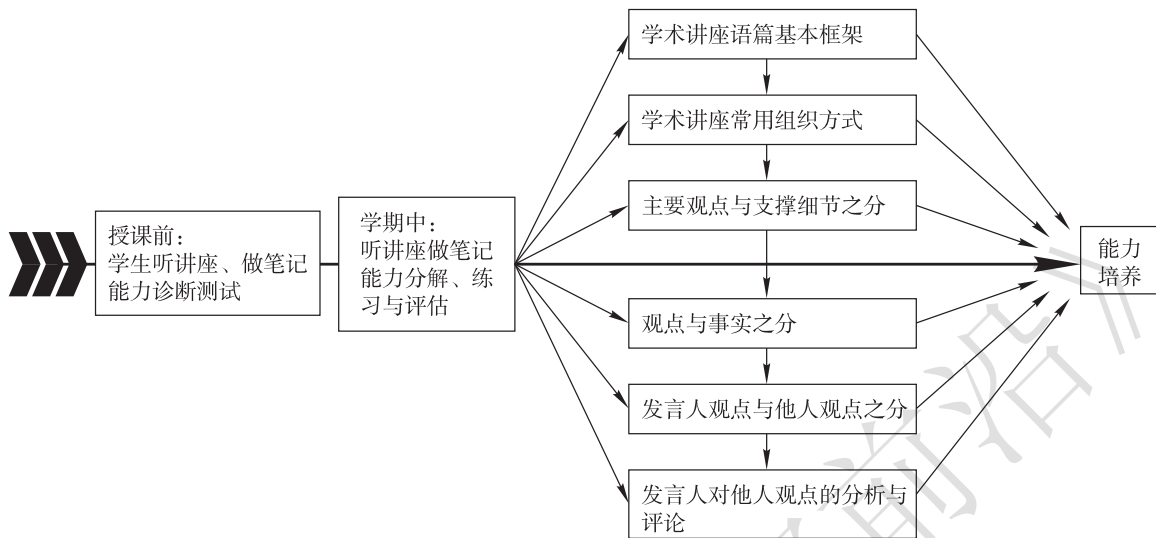 学术讲座语篇基本框架
学术讲座常用组织方式
主要观点与支撑细节之分
授课前：
学生听讲座、做笔记
能力诊断测试
学期中：
听讲座做笔记
能力分解、练
习与评估
能力
培养
观点与事实之分
发言人观点与他人观点之分
发言人对他人观点的分析与
评论
前沿》